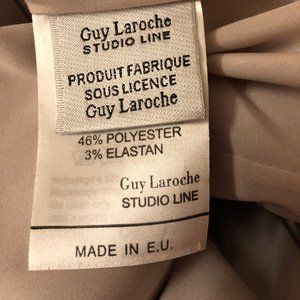 Guy Laroche
STUDIO LINE
PRODUIT FABRIQUE
SOUS LICENCE
Guy Laroche
46% POLYESTER
3% ELASTAN
Guy Laroche
STUDIO LINE
MADE IN E.U.